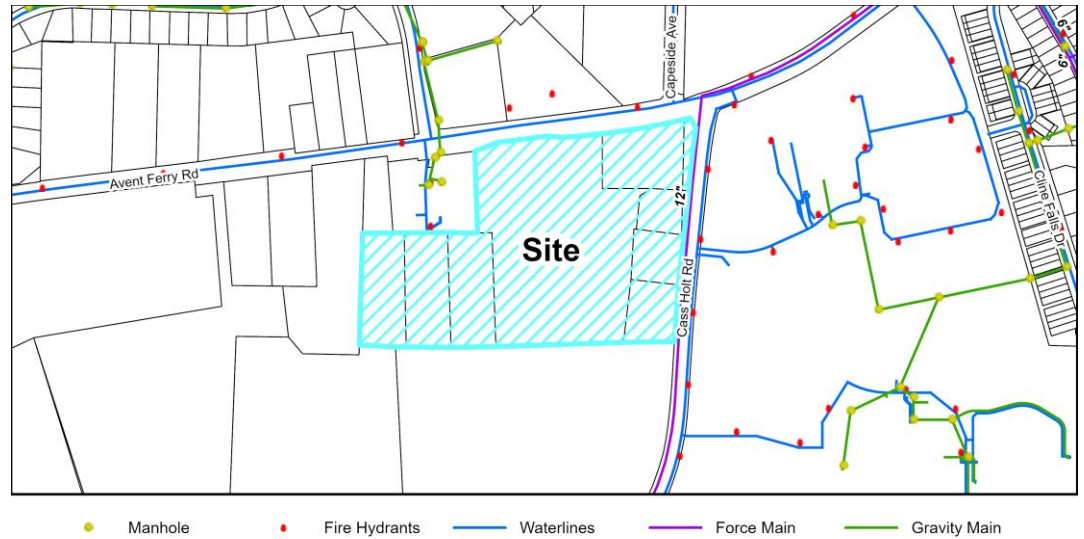 6"
6"
Capeside Ave
Avent Ferry Rd
12"
Cline Falls Dr
Site
Cass Holt Rd
Manhole
Fire Hydrants
Waterlines
Force Main
Gravity Main